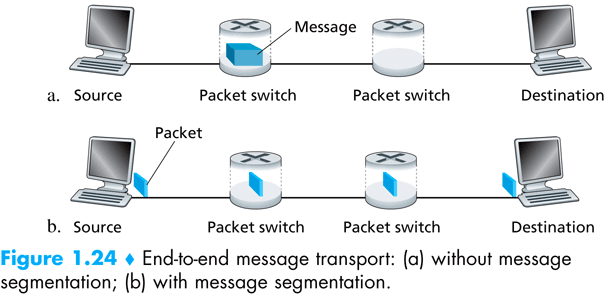 Message
a. Source Packet switch Packet switch Destination
Packet
b. Source Packet switch Packet switch Destination
Figure 1.24 ♦ End-to-end message transport: (a) without message
segmentation; (b) with message segmentation.